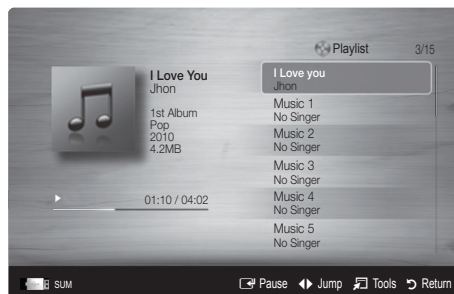 Playlist 3/15
I Love You
Jhon
1st Album
Pop
2010
4.2MB
01:10 / 04:02
I Love you
Jhon
Music 1
No Singer
Music 2
No Singer
Music 3
No Singer
Music 4
No Singer
Music 5
No Singer
SUM Pause Jump Tools Return